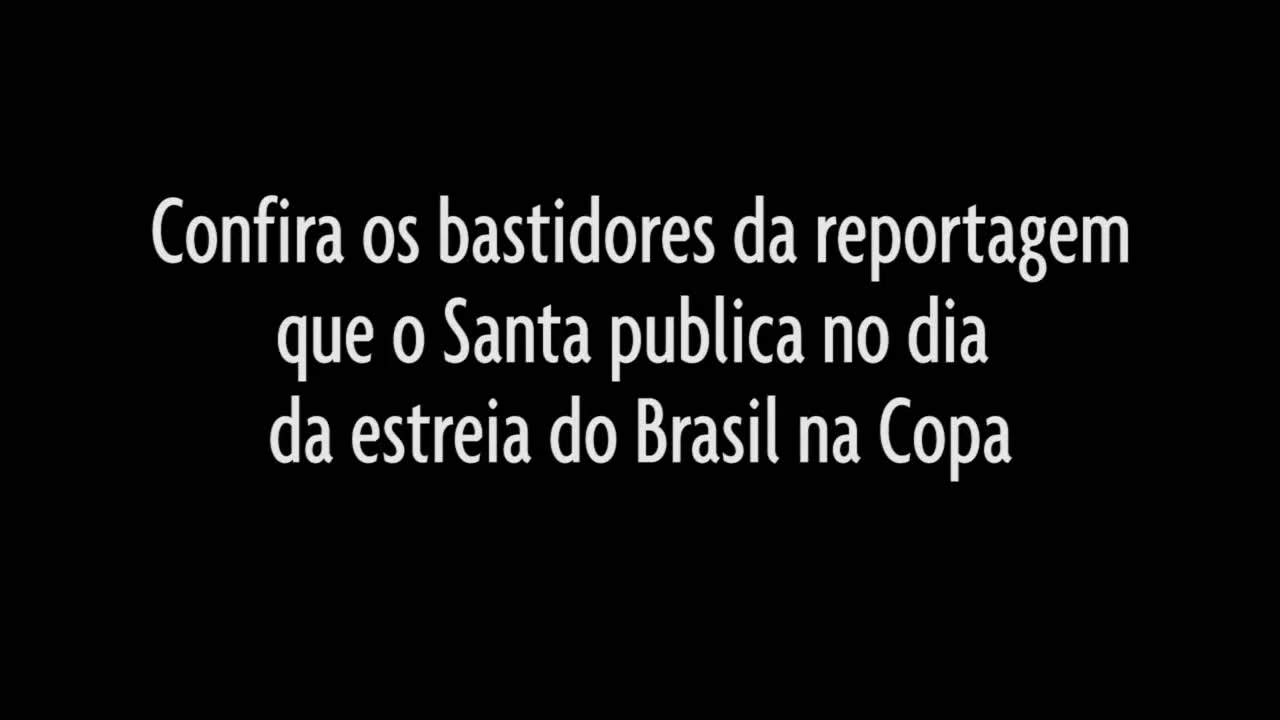 Confira os bastidores da reportagem
que o Santa publica no dia
da estreia do Brasil na Copa